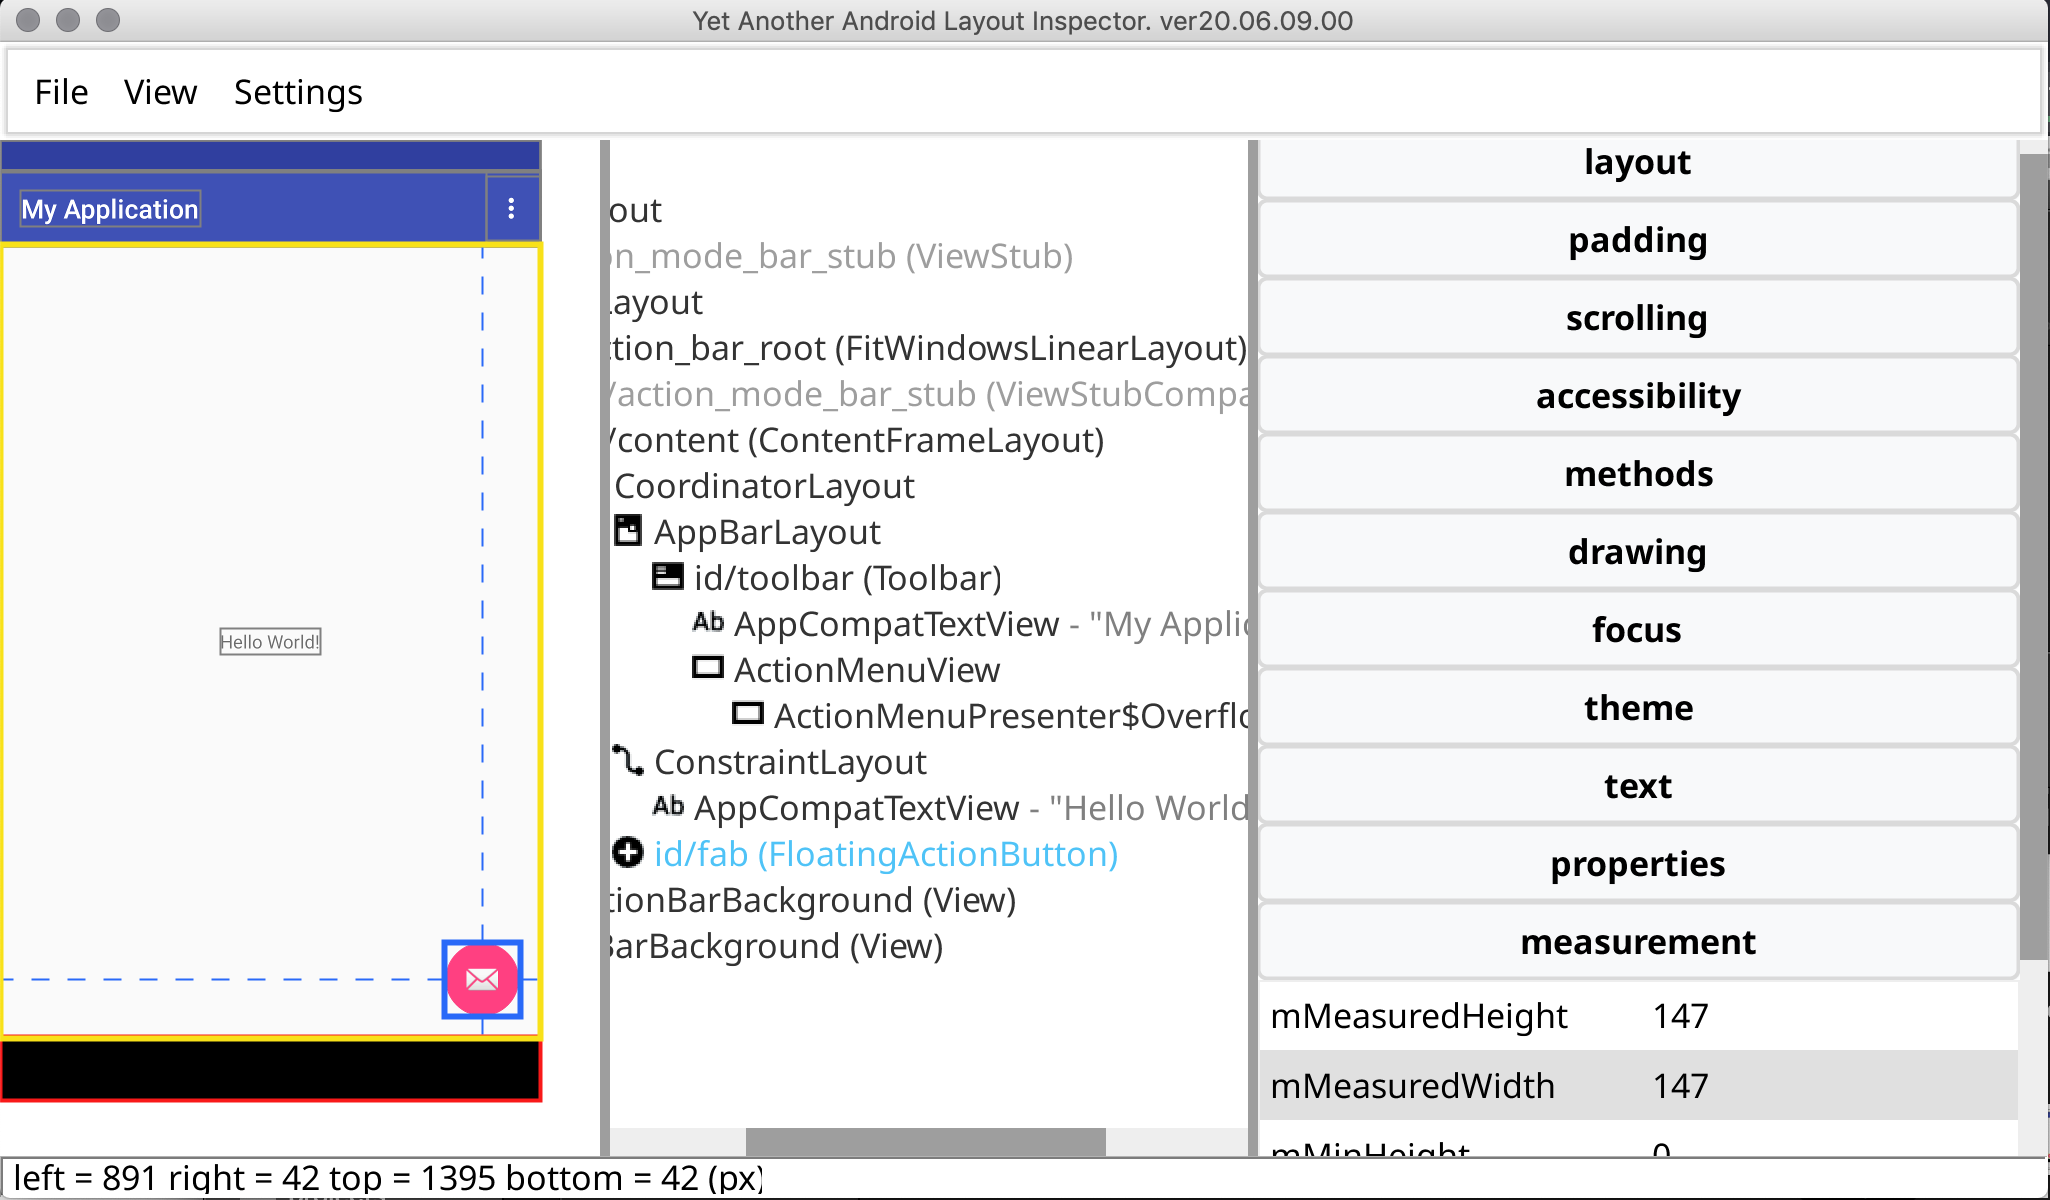 Yet Another Android Layout Inspector. ver20.06.09.00
File View Settings
My Application
Hello World!
out
n_mode_bar_stub (ViewStub)
ayout
tion_bar_root (FitWindowsLinearLayout)
/action_mode_bar_stub (ViewStubCompa
/content (ContentFrameLayout)
CoordinatorLayout
AppBarLayout
id/toolbar (Toolbar)
Ab AppCompatTextView - "My Applic
ActionMenuView
ActionMenuPresenter$Overflo
ConstraintLayout
Ab AppCompatTextView - "Hello World
id/fab (FloatingActionButton)
tionBarBackground (View)
BarBackground (View)
layout
padding
scrolling
accessibility
methods
drawing
focus
theme
text
properties
measurement
mMeasuredHeight 147
mMeasuredWidth 147
mMinHeight 0
left = 891 right = 42 top = 1395 bottom = 42 (px)